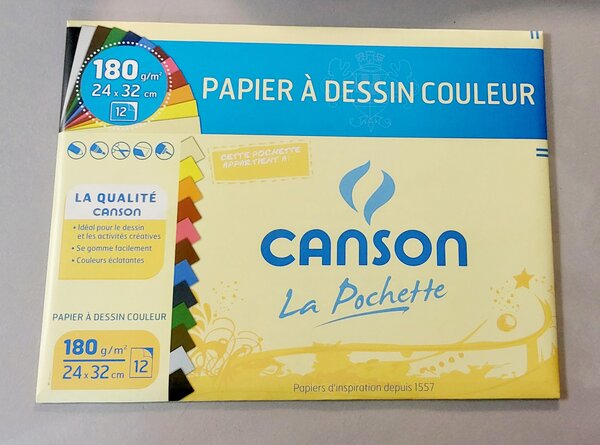 180 g/m²
24 x 32 cm
12
PAPIER À DESSIN COULEUR
CETTE POCHETTE
APPARTIENT À :
LA QUALITÉ
CANSON
• Idéal pour le dessin
et les activités créatives
• Se gomme facilement
• Couleurs éclatantes
CANSON
La Pochette
PAPIER À DESSIN COULEUR
180 g/m²
24 x 32 cm
12
Papiers d'inspiration depuis 1557